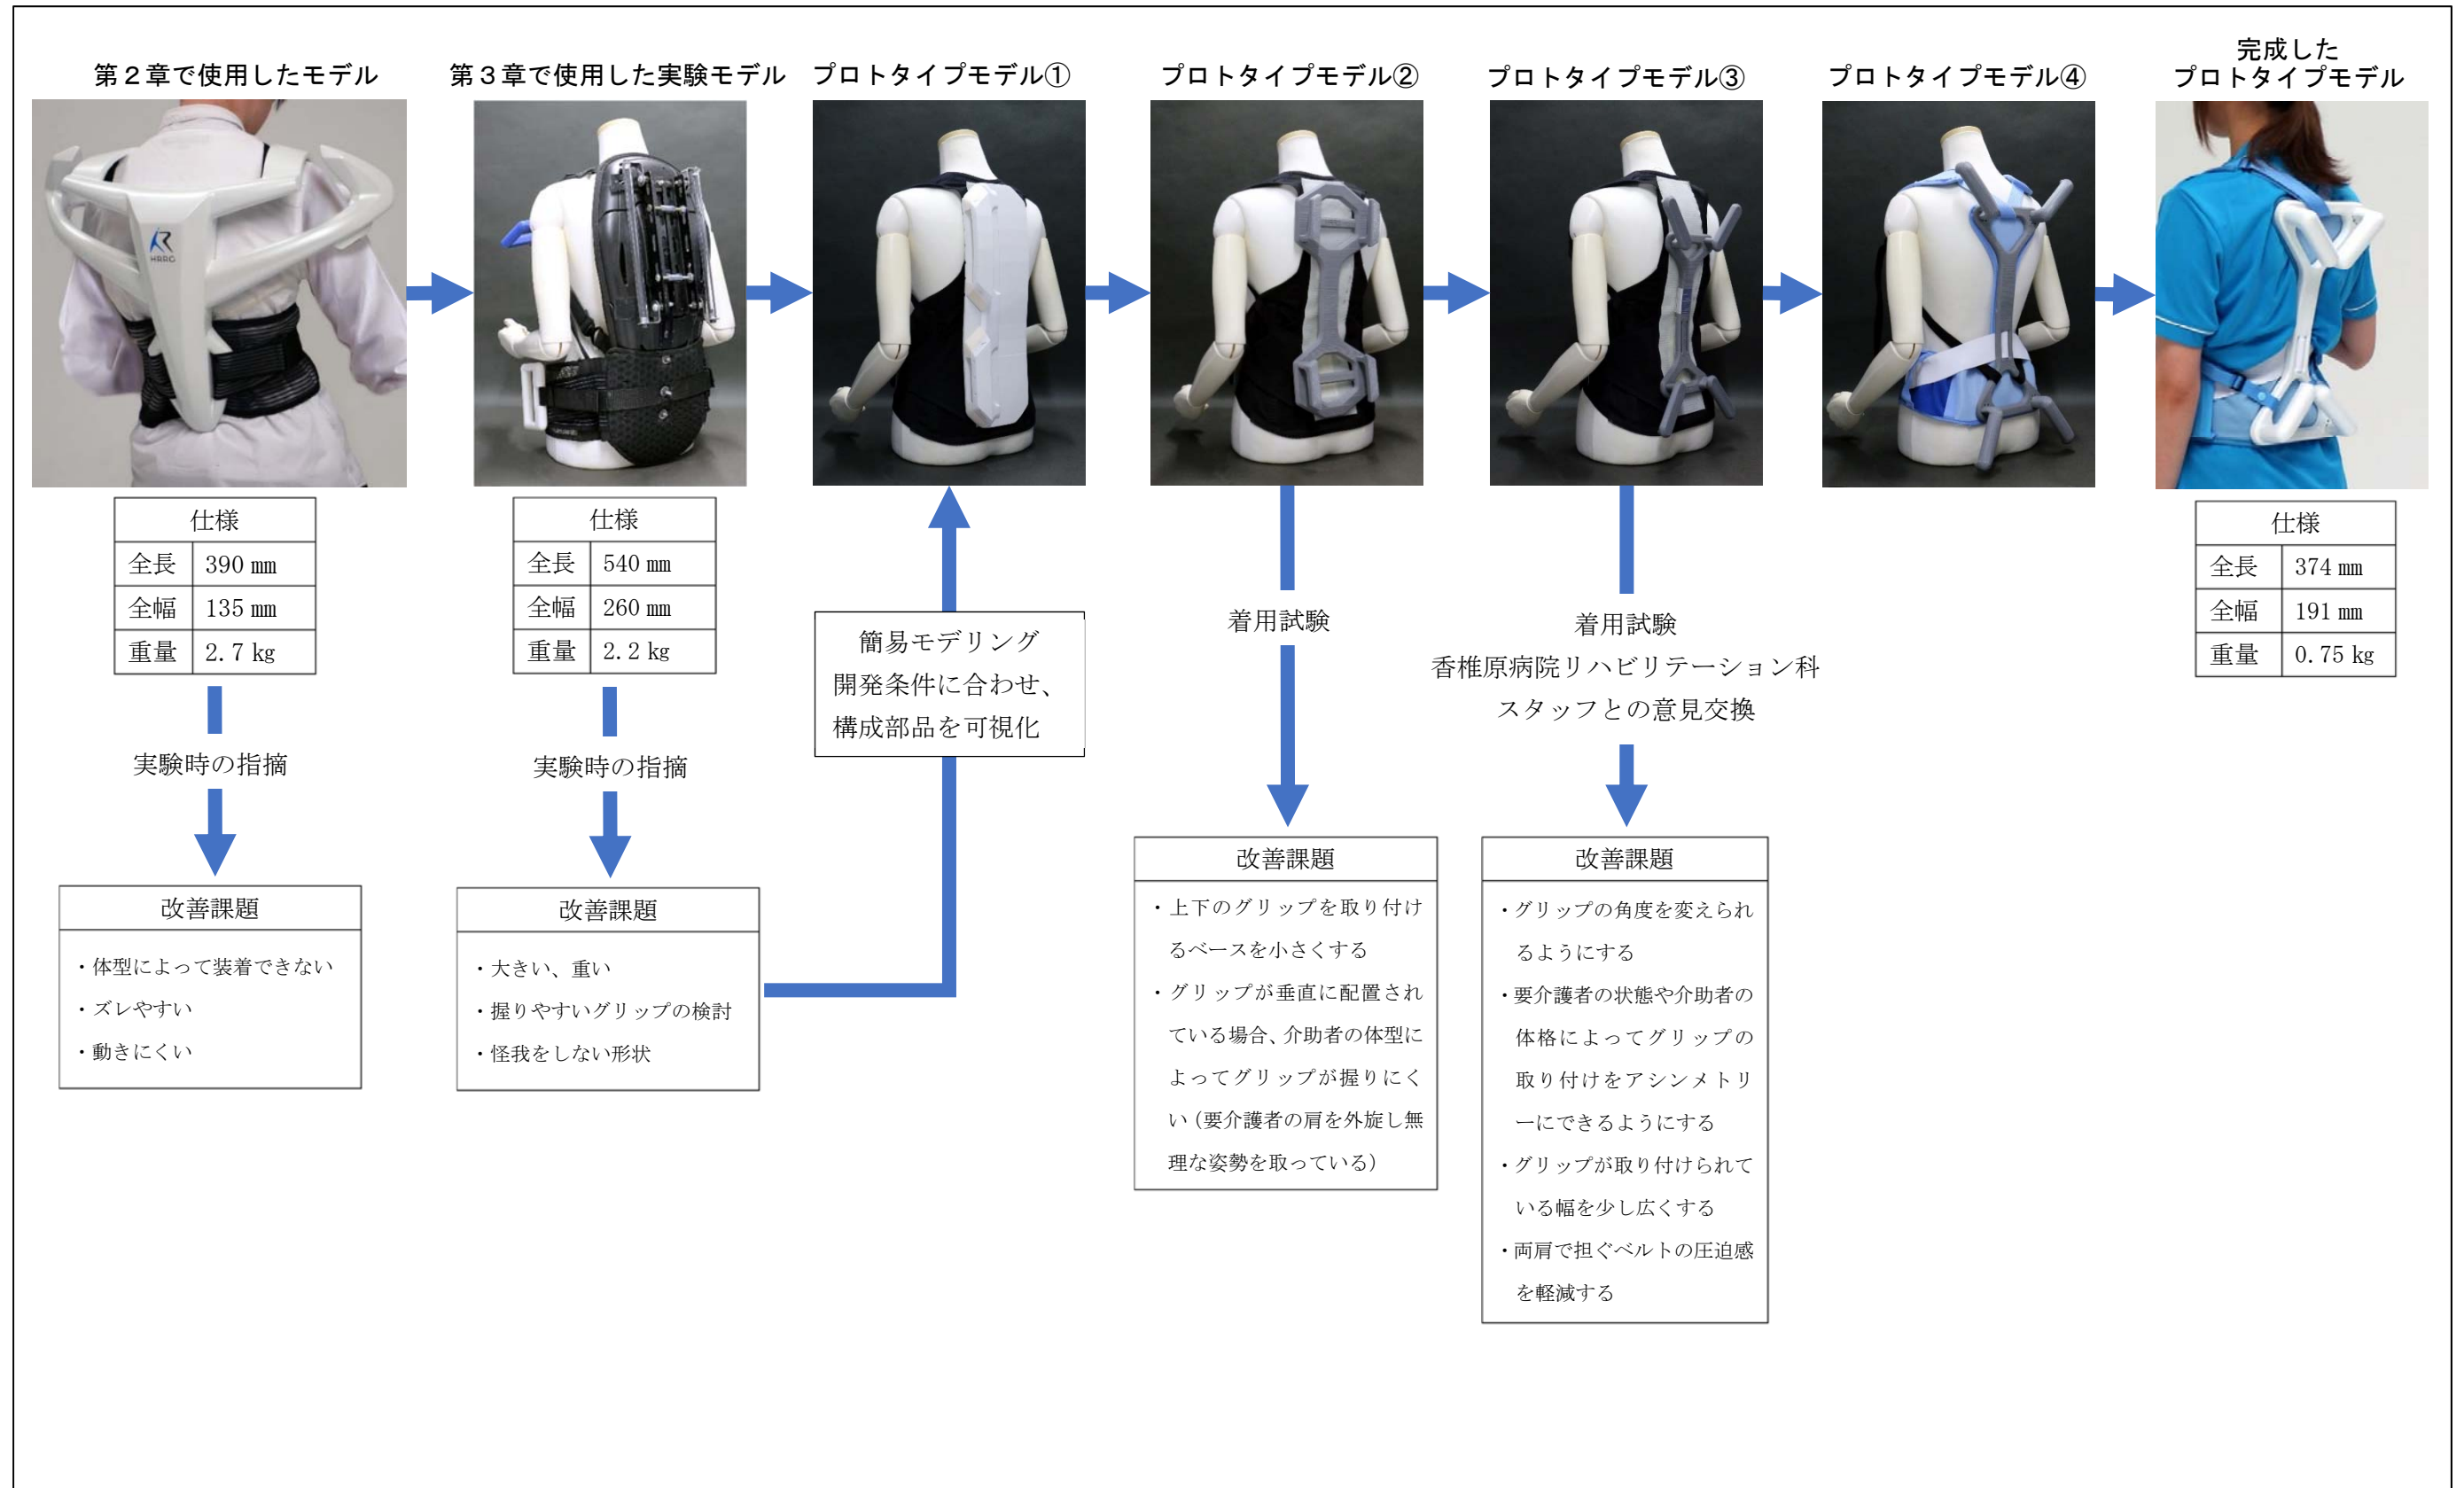 第２章で使用したモデル
第３章で使用した実験モデル
プロトタイプモデル①
プロトタイプモデル②
プロトタイプモデル③
プロトタイプモデル④
完成した
プロトタイプモデル
HRRG
仕様
全長 390 ㎜
全幅 135 ㎜
重量 2.7 kg
実験時の指摘
改善課題
・体型によって装着できない
・ズレやすい
・動きにくい
仕様
全長 540 ㎜
全幅 260 ㎜
重量 2.2 kg
実験時の指摘
改善課題
・大きい、重い
・握りやすいグリップの検討
・怪我をしない形状
簡易モデリング
開発条件に合わせ、
構成部品を可視化
着用試験
改善課題
・上下のグリップを取り付け
るベースを小さくする
・グリップが垂直に配置され
ている場合、介助者の体型に
よってグリップが握りにく
い（要介護者の肩を外旋し無
理な姿勢を取っている）
着用試験
香椎原病院リハビリテーション科
スタッフとの意見交換
改善課題
・グリップの角度を変えられ
るようにする
・要介護者の状態や介助者の
体格によってグリップの
取り付けをアシンメトリ
ーにできるようにする
・グリップが取り付けられて
いる幅を少し広くする
・両肩で担ぐベルトの圧迫感
を軽減する
仕様
全長 374 ㎜
全幅 191 ㎜
重量 0.75 kg